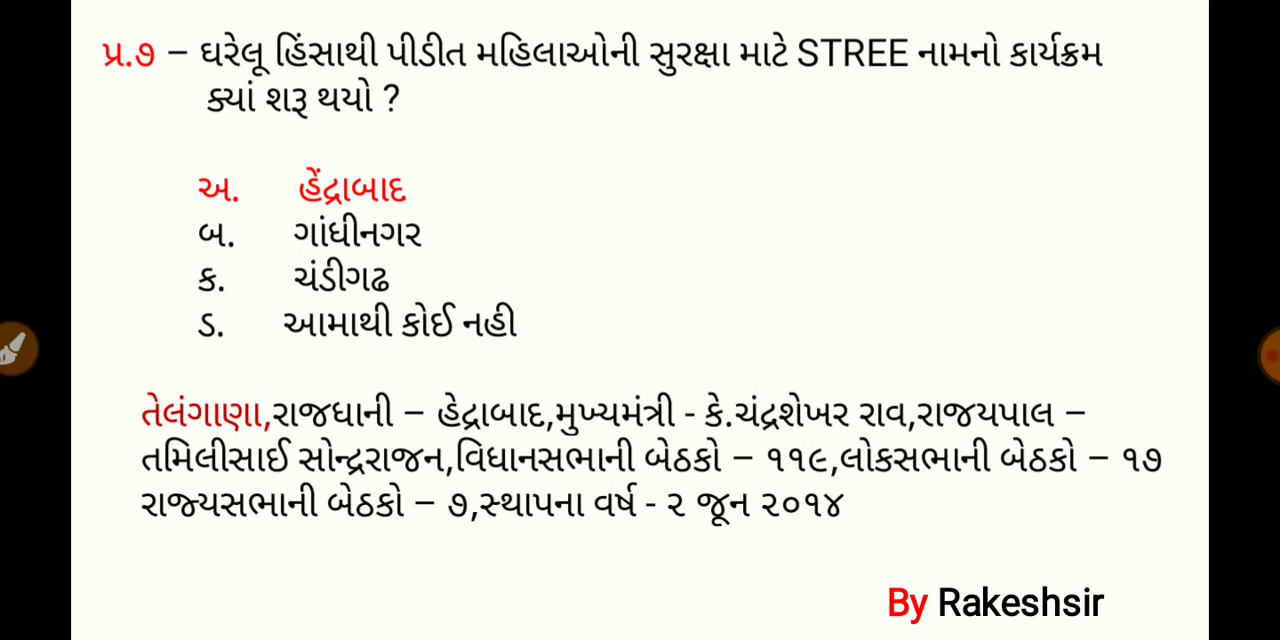 પ્ર.૭ – ઘરેલૂ હિંસાથી પીડીત મહિલાઓની સુરક્ષા માટે STREE નામનો કાર્યક્રમ
ક્યાં શરૂ થયો ?
અ. હેંદ્રાબાદ
બ. ગાંધીનગર
ક. ચંડીગઢ
ડ. આમાથી કોઈ નહી
તેલંગાણા,રાજધાની – હેદ્રાબાદ,મુખ્યમંત્રી - કે.ચંદ્રશેખર રાવ,રાજયપાલ –
તમિલીસાઈ સોન્દ્રરાજન,વિધાનસભાની બેઠકો – ૧૧૯,લોકસભાની બેઠકો – ૧૭
રાજ્યસભાની બેઠકો – ૭,સ્થાપના વર્ષ - ૨ જૂન ૨૦૧૪
By Rakeshsir